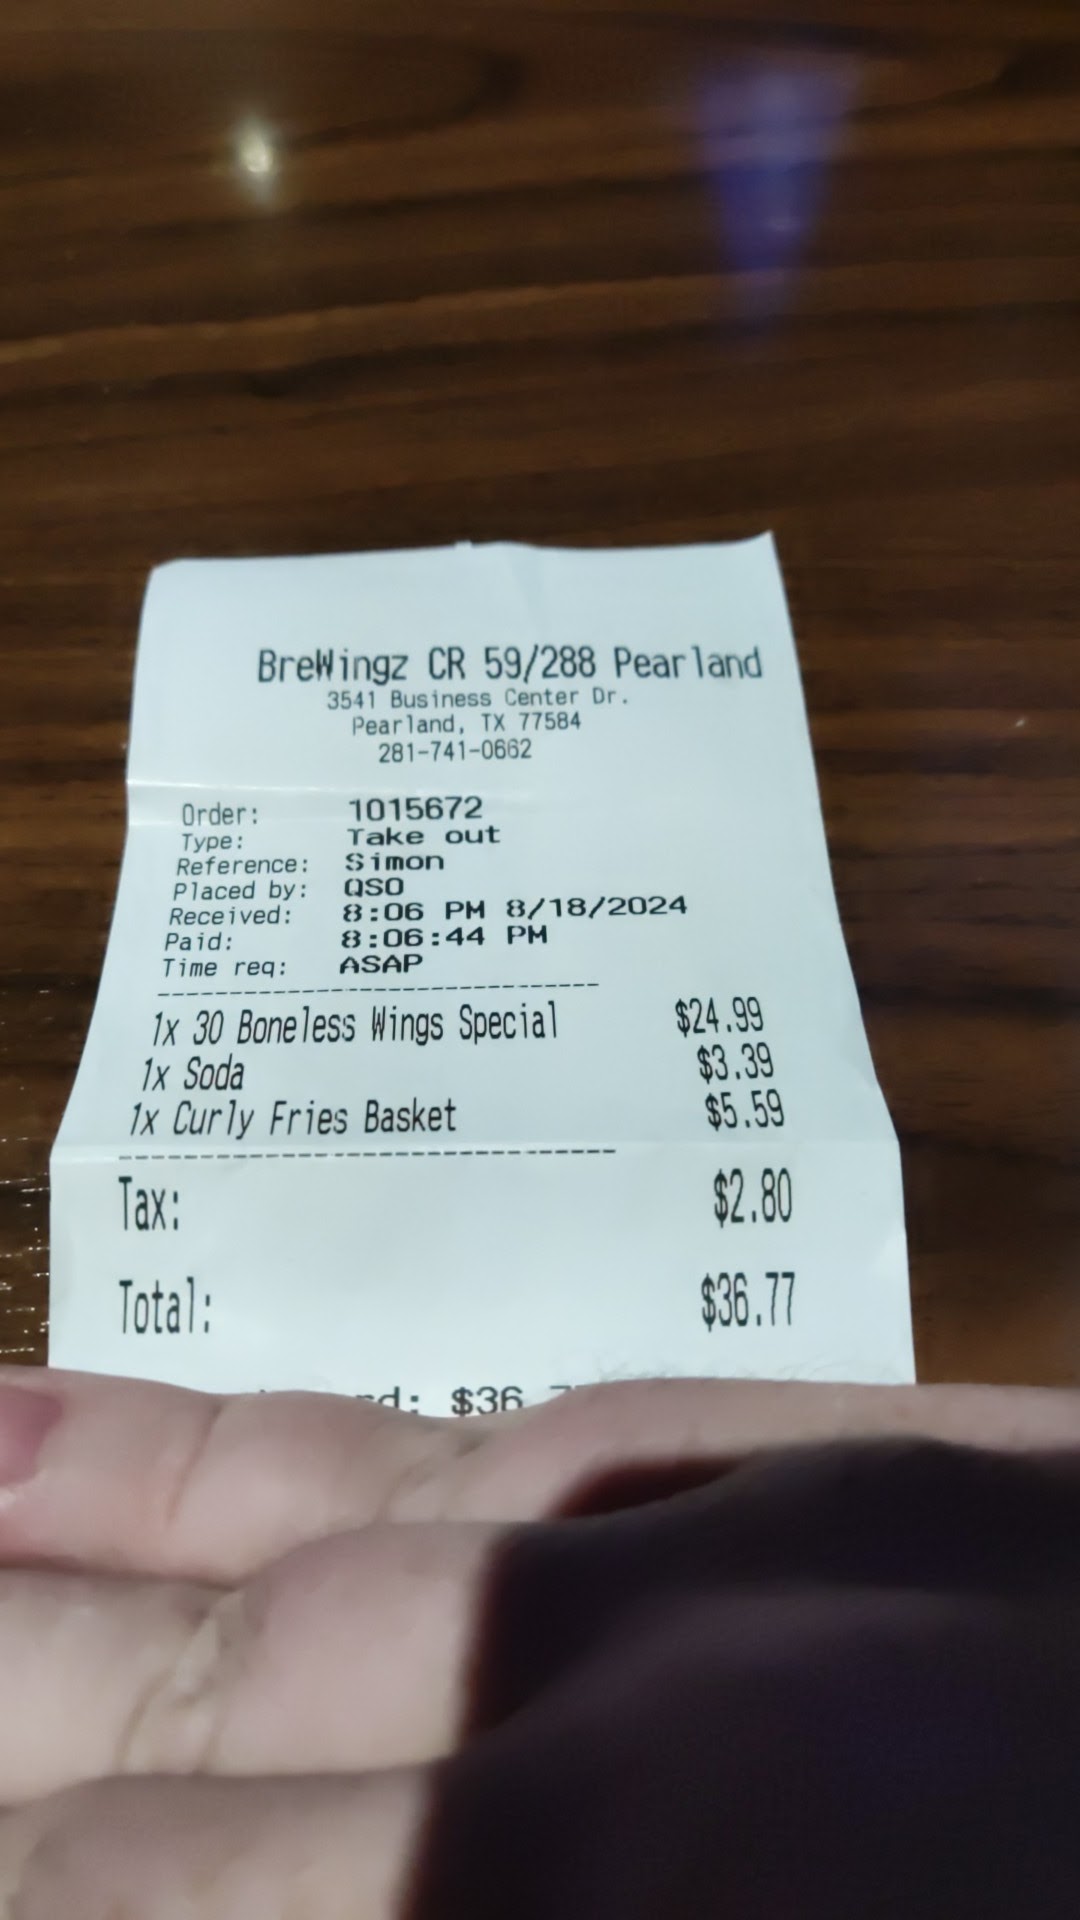 BreWingz CR 59/288 Pearland
3541 Business Center Dr.
Pearland, TX 77584
281-741-0662
Order: 1015672
Type: Take out
Reference: Simon
Placed by: QSO
Received: 8:06 PM 8/18/2024
Paid: 8:06:44 PM
Time req: ASAP
1x 30 Boneless Wings Special $24.99
1x Soda $3.39
1x Curly Fries Basket $5.59
Tax: $2.80
Total: $36.77
$36